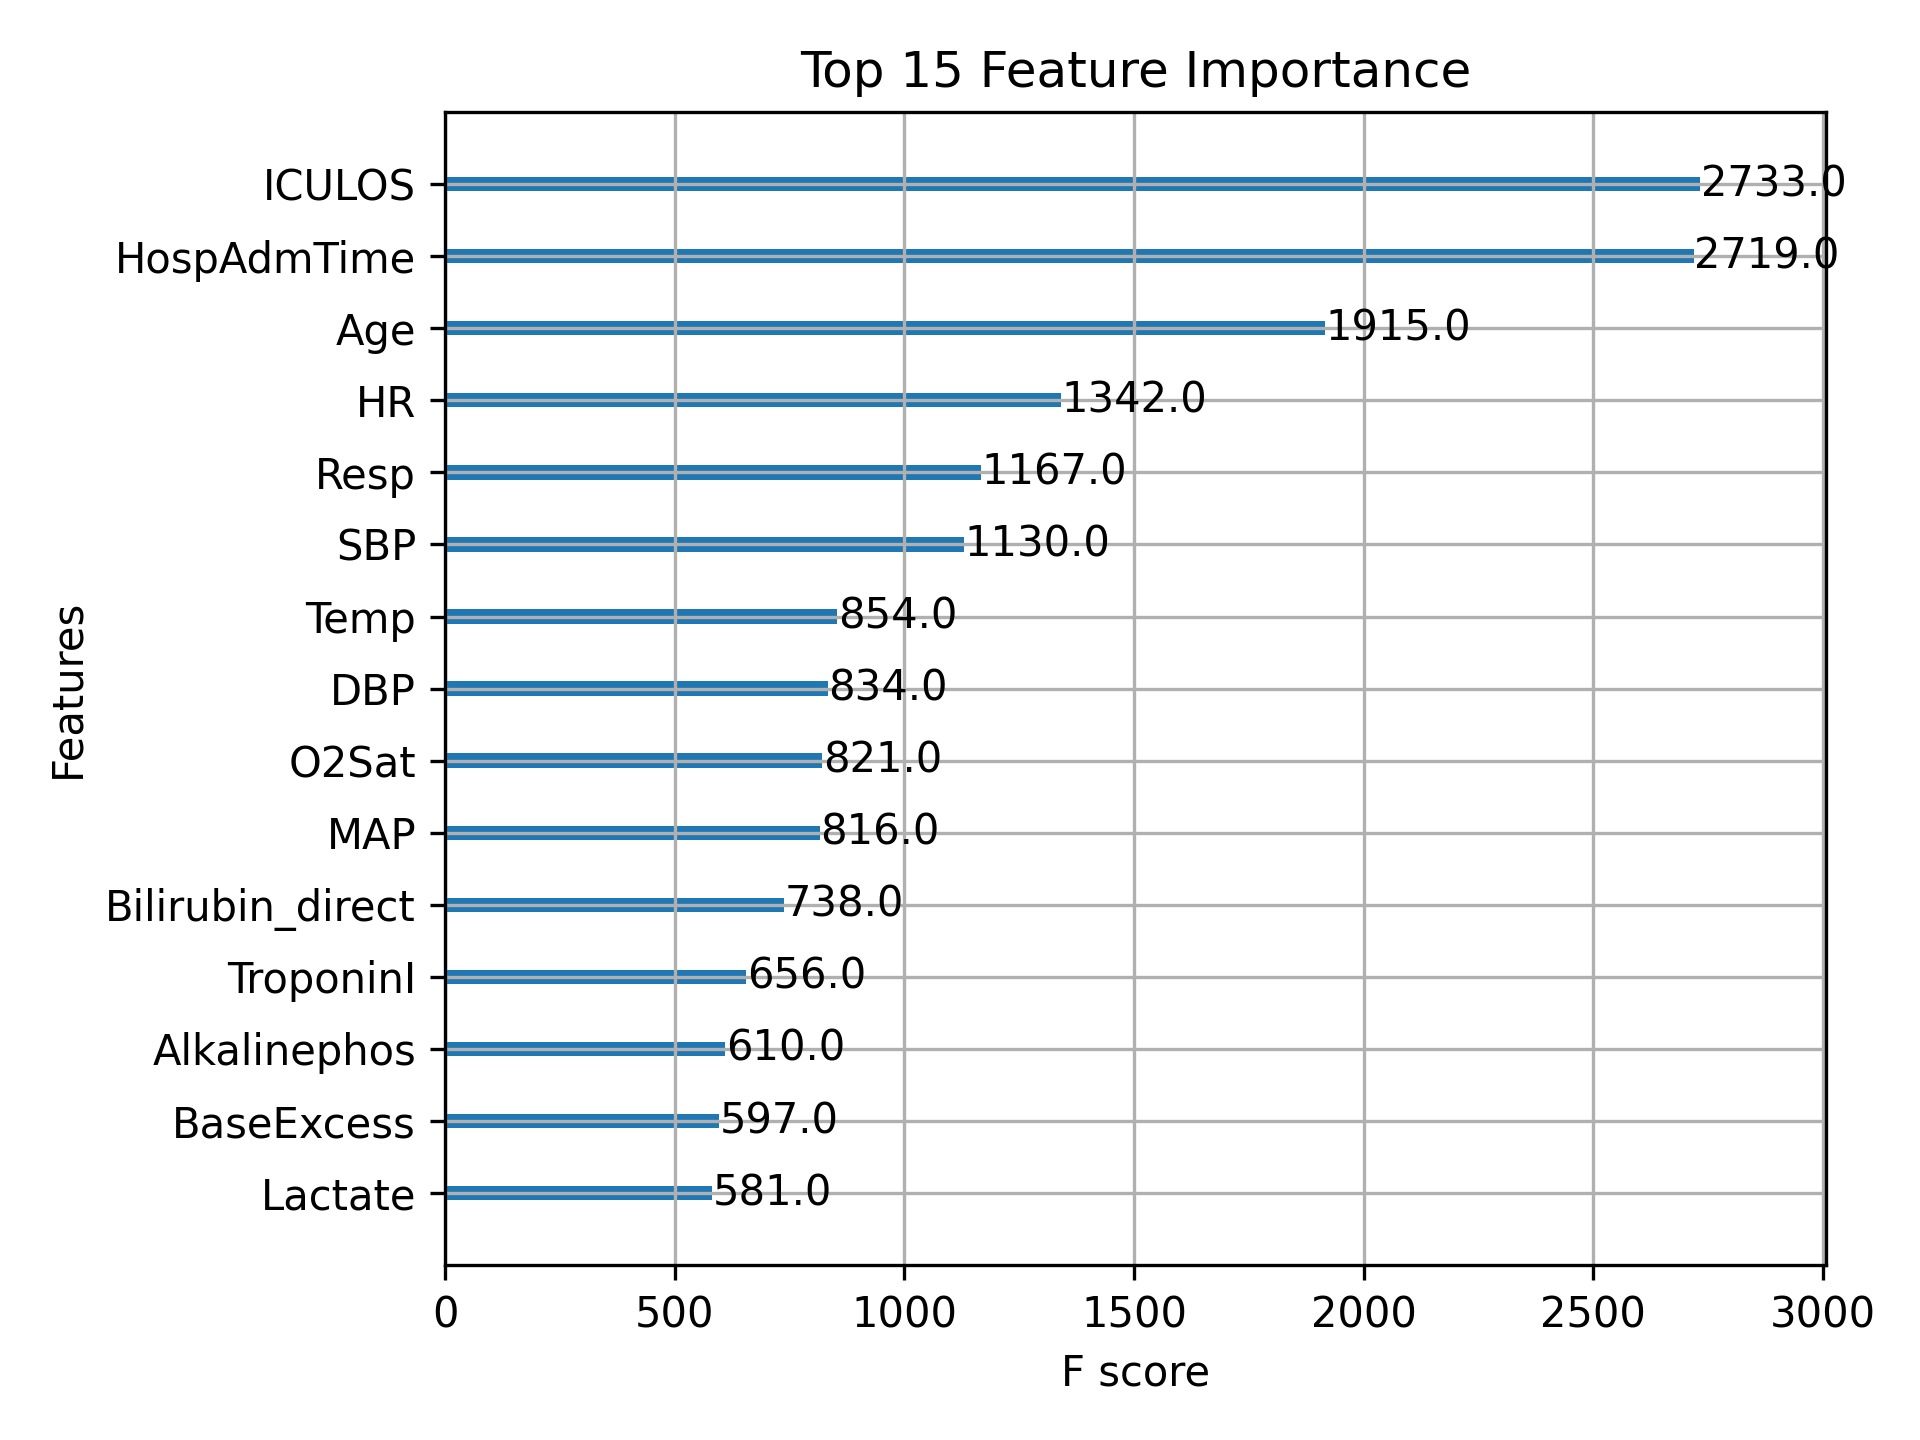 Top 15 Feature Importance
ICULOS 2733.0
HospAdmTime 2719.0
Age 1915.0
HR 1342.0
Resp 1167.0
SBP 1130.0
Temp 854.0
DBP 834.0
O2Sat 821.0
MAP 816.0
Bilirubin_direct 738.0
TroponinI 656.0
Alkalinephos 610.0
BaseExcess 597.0
Lactate 581.0
Features
0 500 1000 1500 2000 2500 3000
F score